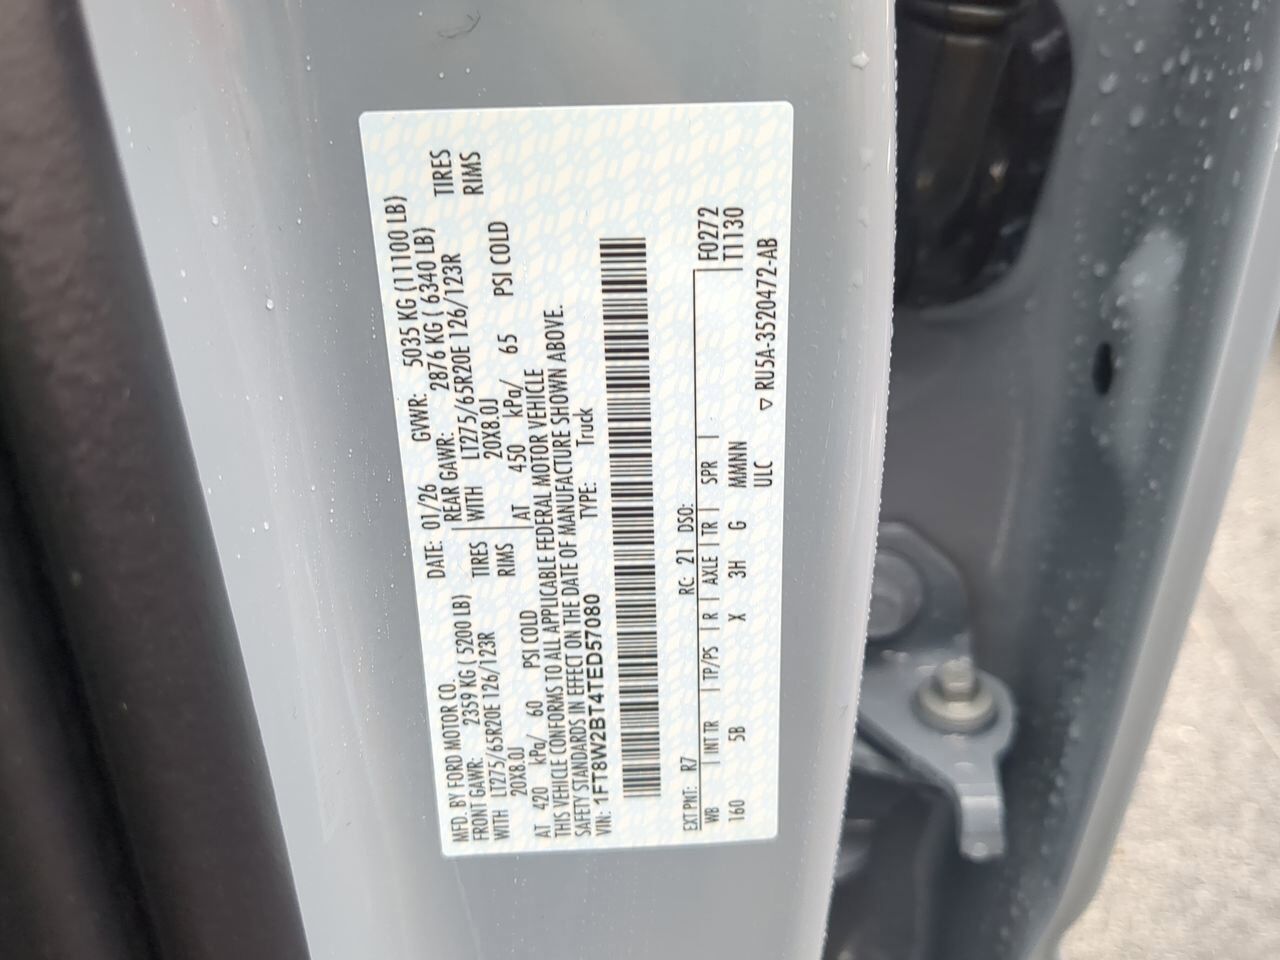 MFD. BY FORD MOTOR CO.
DATE: 01/26 GVWR: 5035 KG (11100 LB)
FRONT GAWR: 2359 KG ( 5200 LB) REAR GAWR: 2876 KG ( 6340 LB)
WITH LT275/65R20E 126/123R TIRES WITH LT275/65R20E 126/123R TIRES
20X8.0J RIMS 20X8.0J RIMS
AT 420 kPa/ 60 PSI COLD AT 450 kPa/ 65 PSI COLD
THIS VEHICLE CONFORMS TO ALL APPLICABLE FEDERAL MOTOR VEHICLE
SAFETY STANDARDS IN EFFECT ON THE DATE OF MANUFACTURE SHOWN ABOVE.
VIN: 1FT8W2BT4TED57080 TYPE: Truck
EXT PNT: R7 RC: 21 DSO: F0272
WB | INT TR | TP/PS | R | AXLE | TR | SPR | T1130
160 5B X 3H G MMMNN
ULC ▽ RU5A-3520472-AB